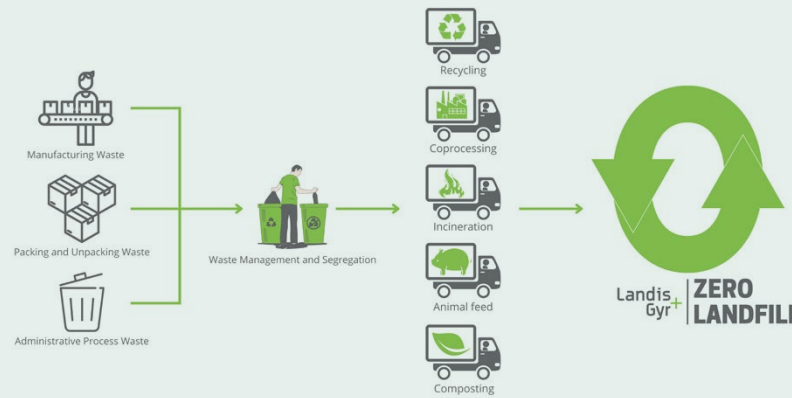 Manufacturing Waste
Packing and Unpacking Waste
Administrative Process Waste
Waste Management and Segregation
Recycling
Coprocessing
Incineration
Animal feed
Composting
Landis
Gyr+
ZERO
LANDFILL